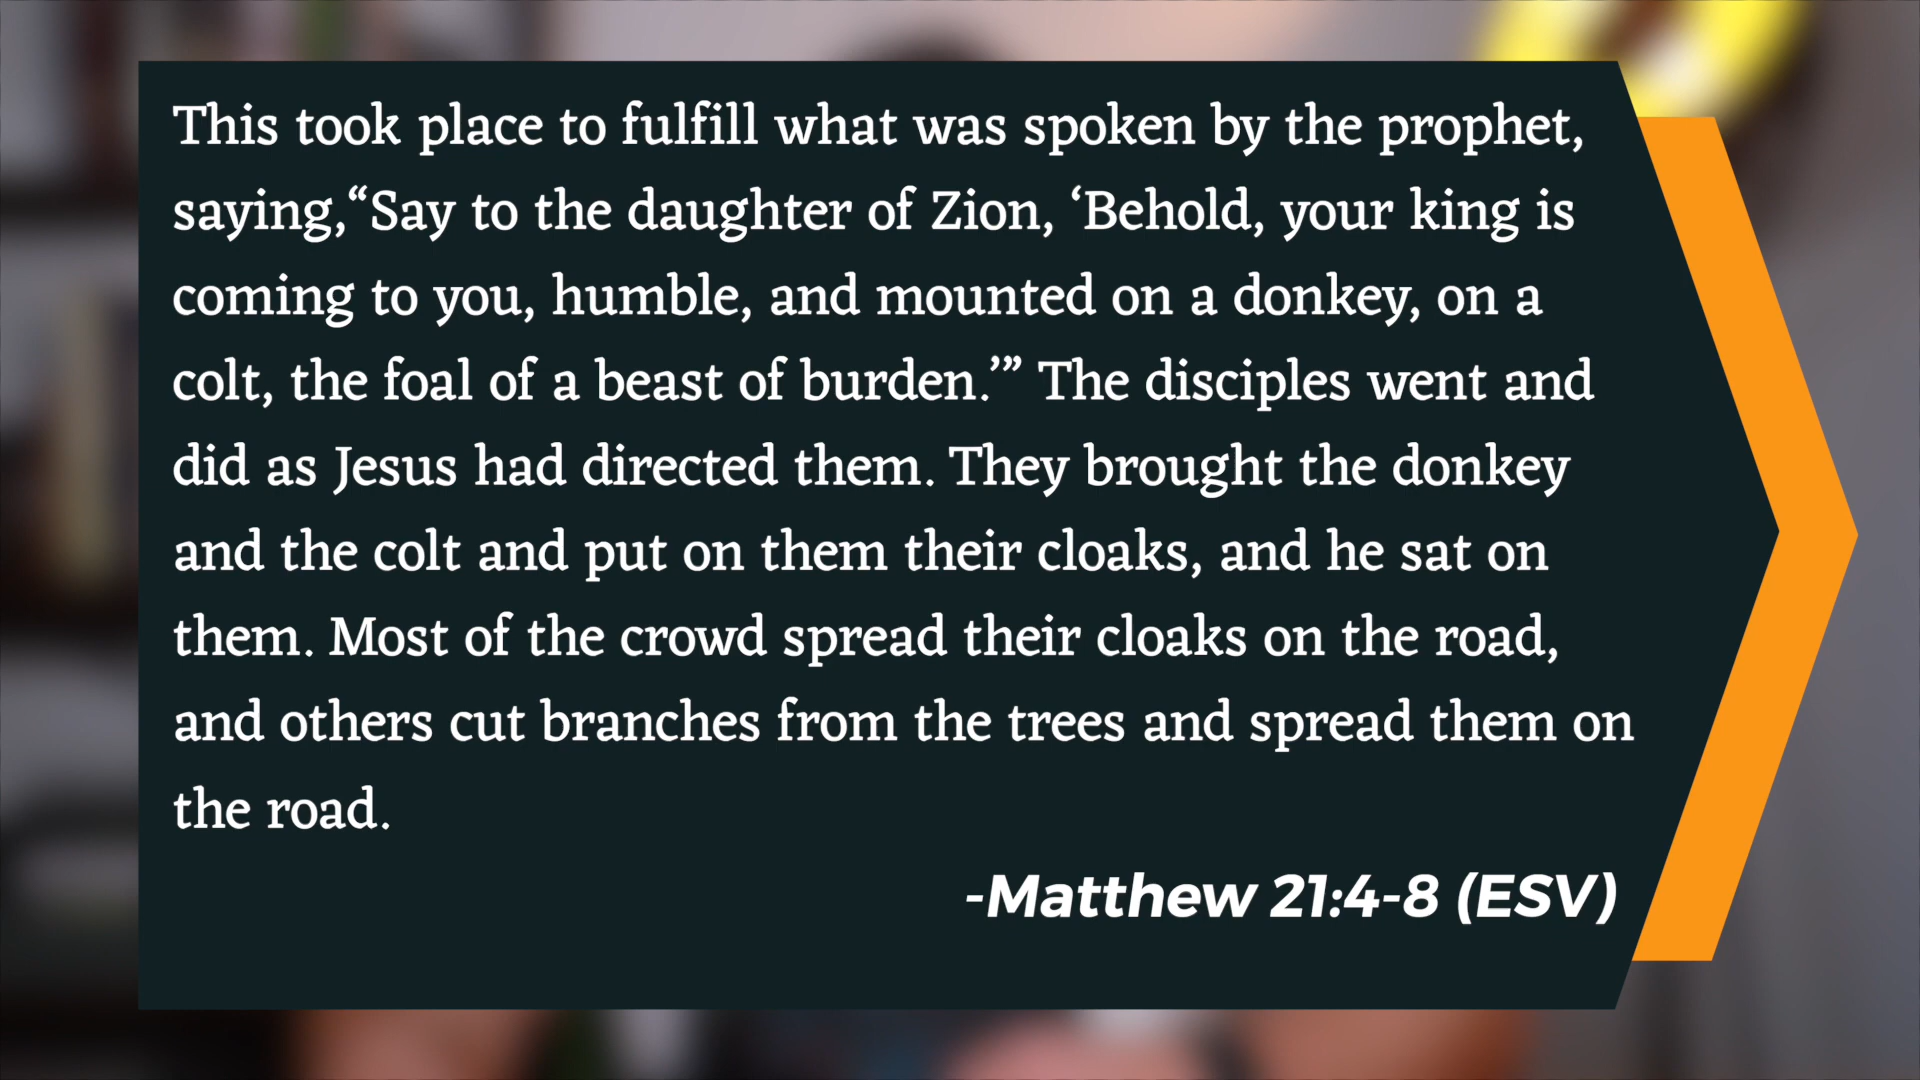 This took place to fulfill what was spoken by the prophet,
saying,“Say to the daughter of Zion, ‘Behold, your king is
coming to you, humble, and mounted on a donkey, on a
colt, the foal of a beast of burden.’” The disciples went and
did as Jesus had directed them. They brought the donkey
and the colt and put on them their cloaks, and he sat on
them. Most of the crowd spread their cloaks on the road,
and others cut branches from the trees and spread them on
the road.
-Matthew 21:4-8 (ESV)